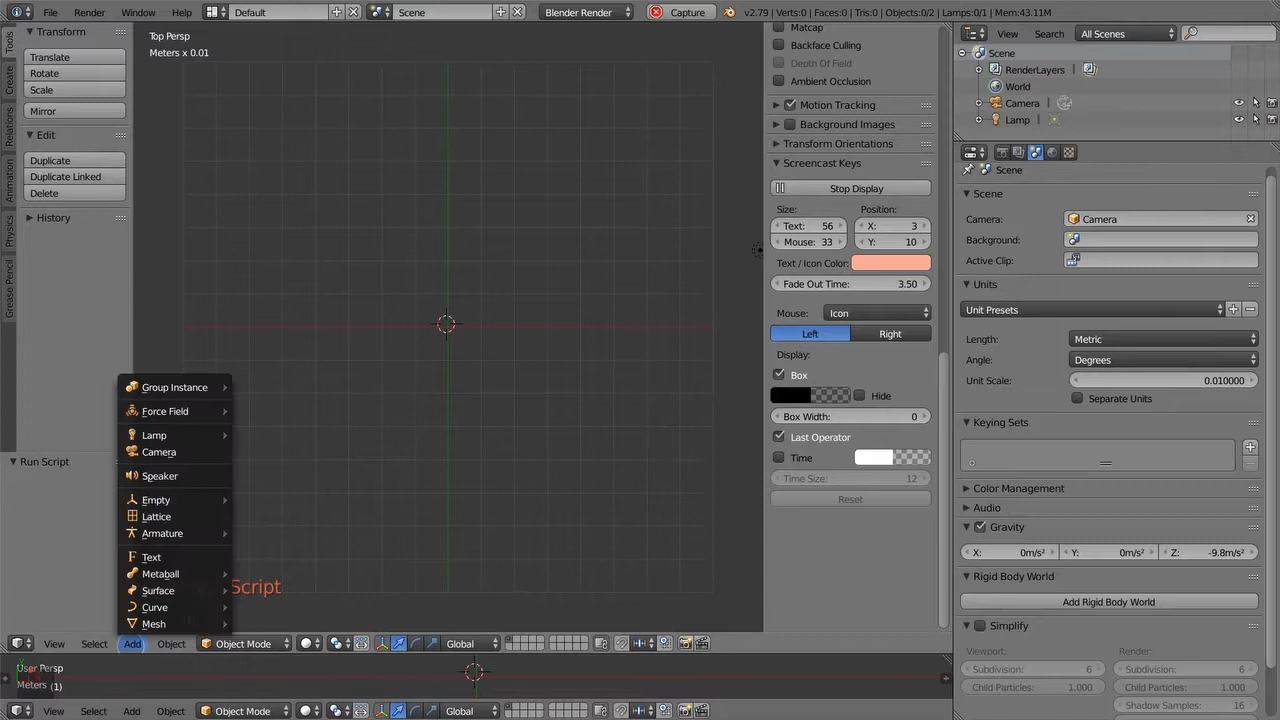 File Render Window Help Default Scene Blender Render Capture v2.79 | Verts:0 | Faces:0 | Tris:0 | Objects:0/2 | Lamps:0/1 | Mem:43.11M
Tools
Create
Relations
Animation
Physics
Grease Pencil
Transform
Translate
Rotate
Scale
Mirror
Edit
Duplicate
Duplicate Linked
Delete
History
Run Script
Top Persp
Meters x 0.01
Group Instance
Force Field
Lamp
Camera
Speaker
Empty
Lattice
Armature
Text
Metaball
Surface
Curve
Mesh
Script
View Select Add Object Object Mode Global
User Persp
Meters (1)
View Select Add Object Object Mode Global
Matcap
Backface Culling
Depth Of Field
Ambient Occlusion
Motion Tracking
Background Images
Transform Orientations
Screencast Keys
Stop Display
Size: Position:
Text: 56 X: 3
Mouse: 33 Y: 10
Text / Icon Color:
Fade Out Time: 3.50
Mouse: Icon
Left Right
Display:
Box
Hide
Box Width: 0
Last Operator
Time
Time Size: 12
Reset
View Search All Scenes
Scene
RenderLayers
World
Camera
Lamp
Scene
Scene
Camera: Camera
Background:
Active Clip:
Units
Unit Presets
Length: Metric
Angle: Degrees
Unit Scale: 0.010000
Separate Units
Keying Sets
Color Management
Audio
Gravity
X: 0m/s² Y: 0m/s² Z: -9.8m/s²
Rigid Body World
Add Rigid Body World
Simplify
Viewport: Render:
Subdivision: 6 Subdivision: 6
Child Particles: 1.000 Child Particles: 1.000
Shadow Samples: 16